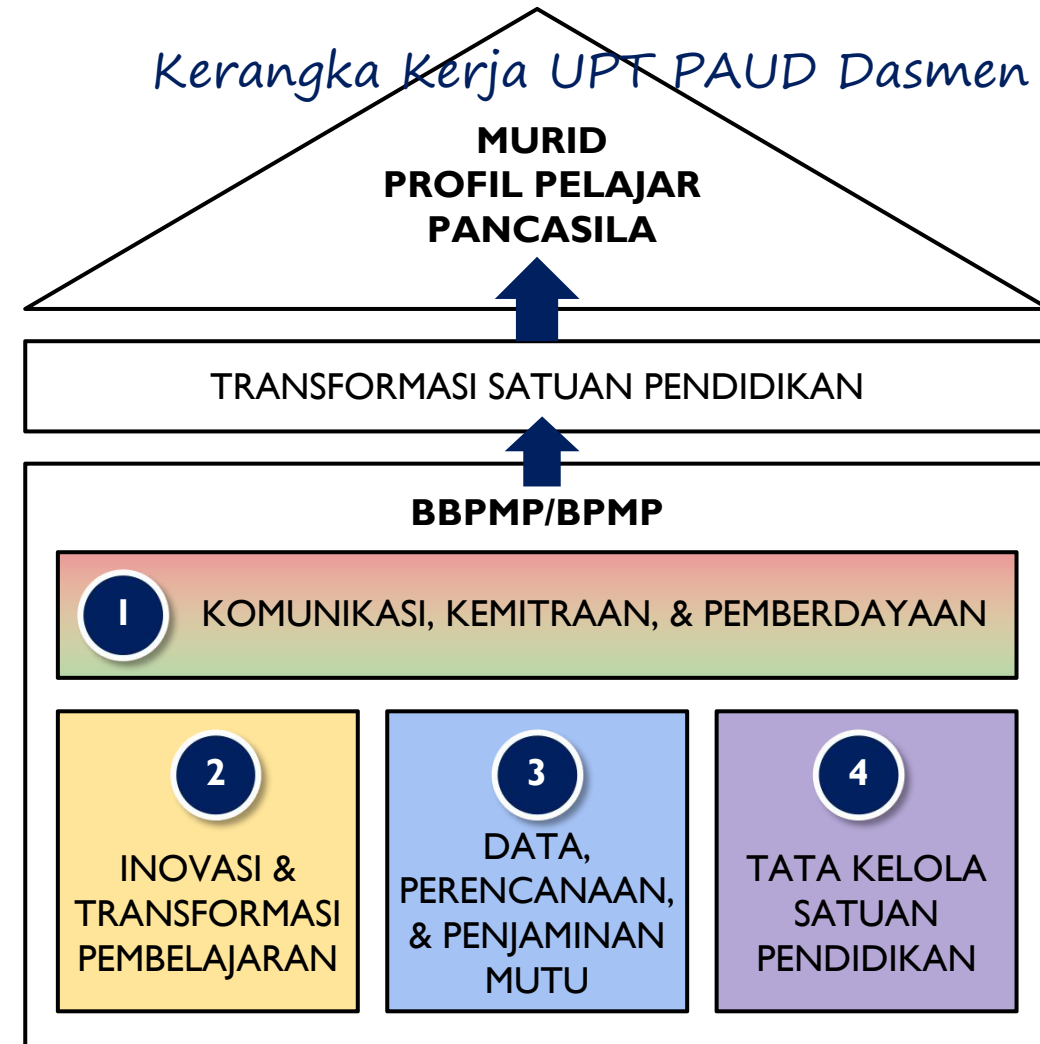 Kerangka Kerja UPT PAUD Dasmen
MURID
PROFIL PELAJAR
PANCASILA
TRANSFORMASI SATUAN PENDIDIKAN
BBPMP/BPMP
1
KOMUNIKASI, KEMITRAAN, & PEMBERDAYAAN
2
INOVASI &
TRANSFORMASI
PEMBELAJARAN
3
DATA,
PERENCANAAN,
& PENJAMINAN
MUTU
4
TATA KELOLA
SATUAN
PENDIDIKAN